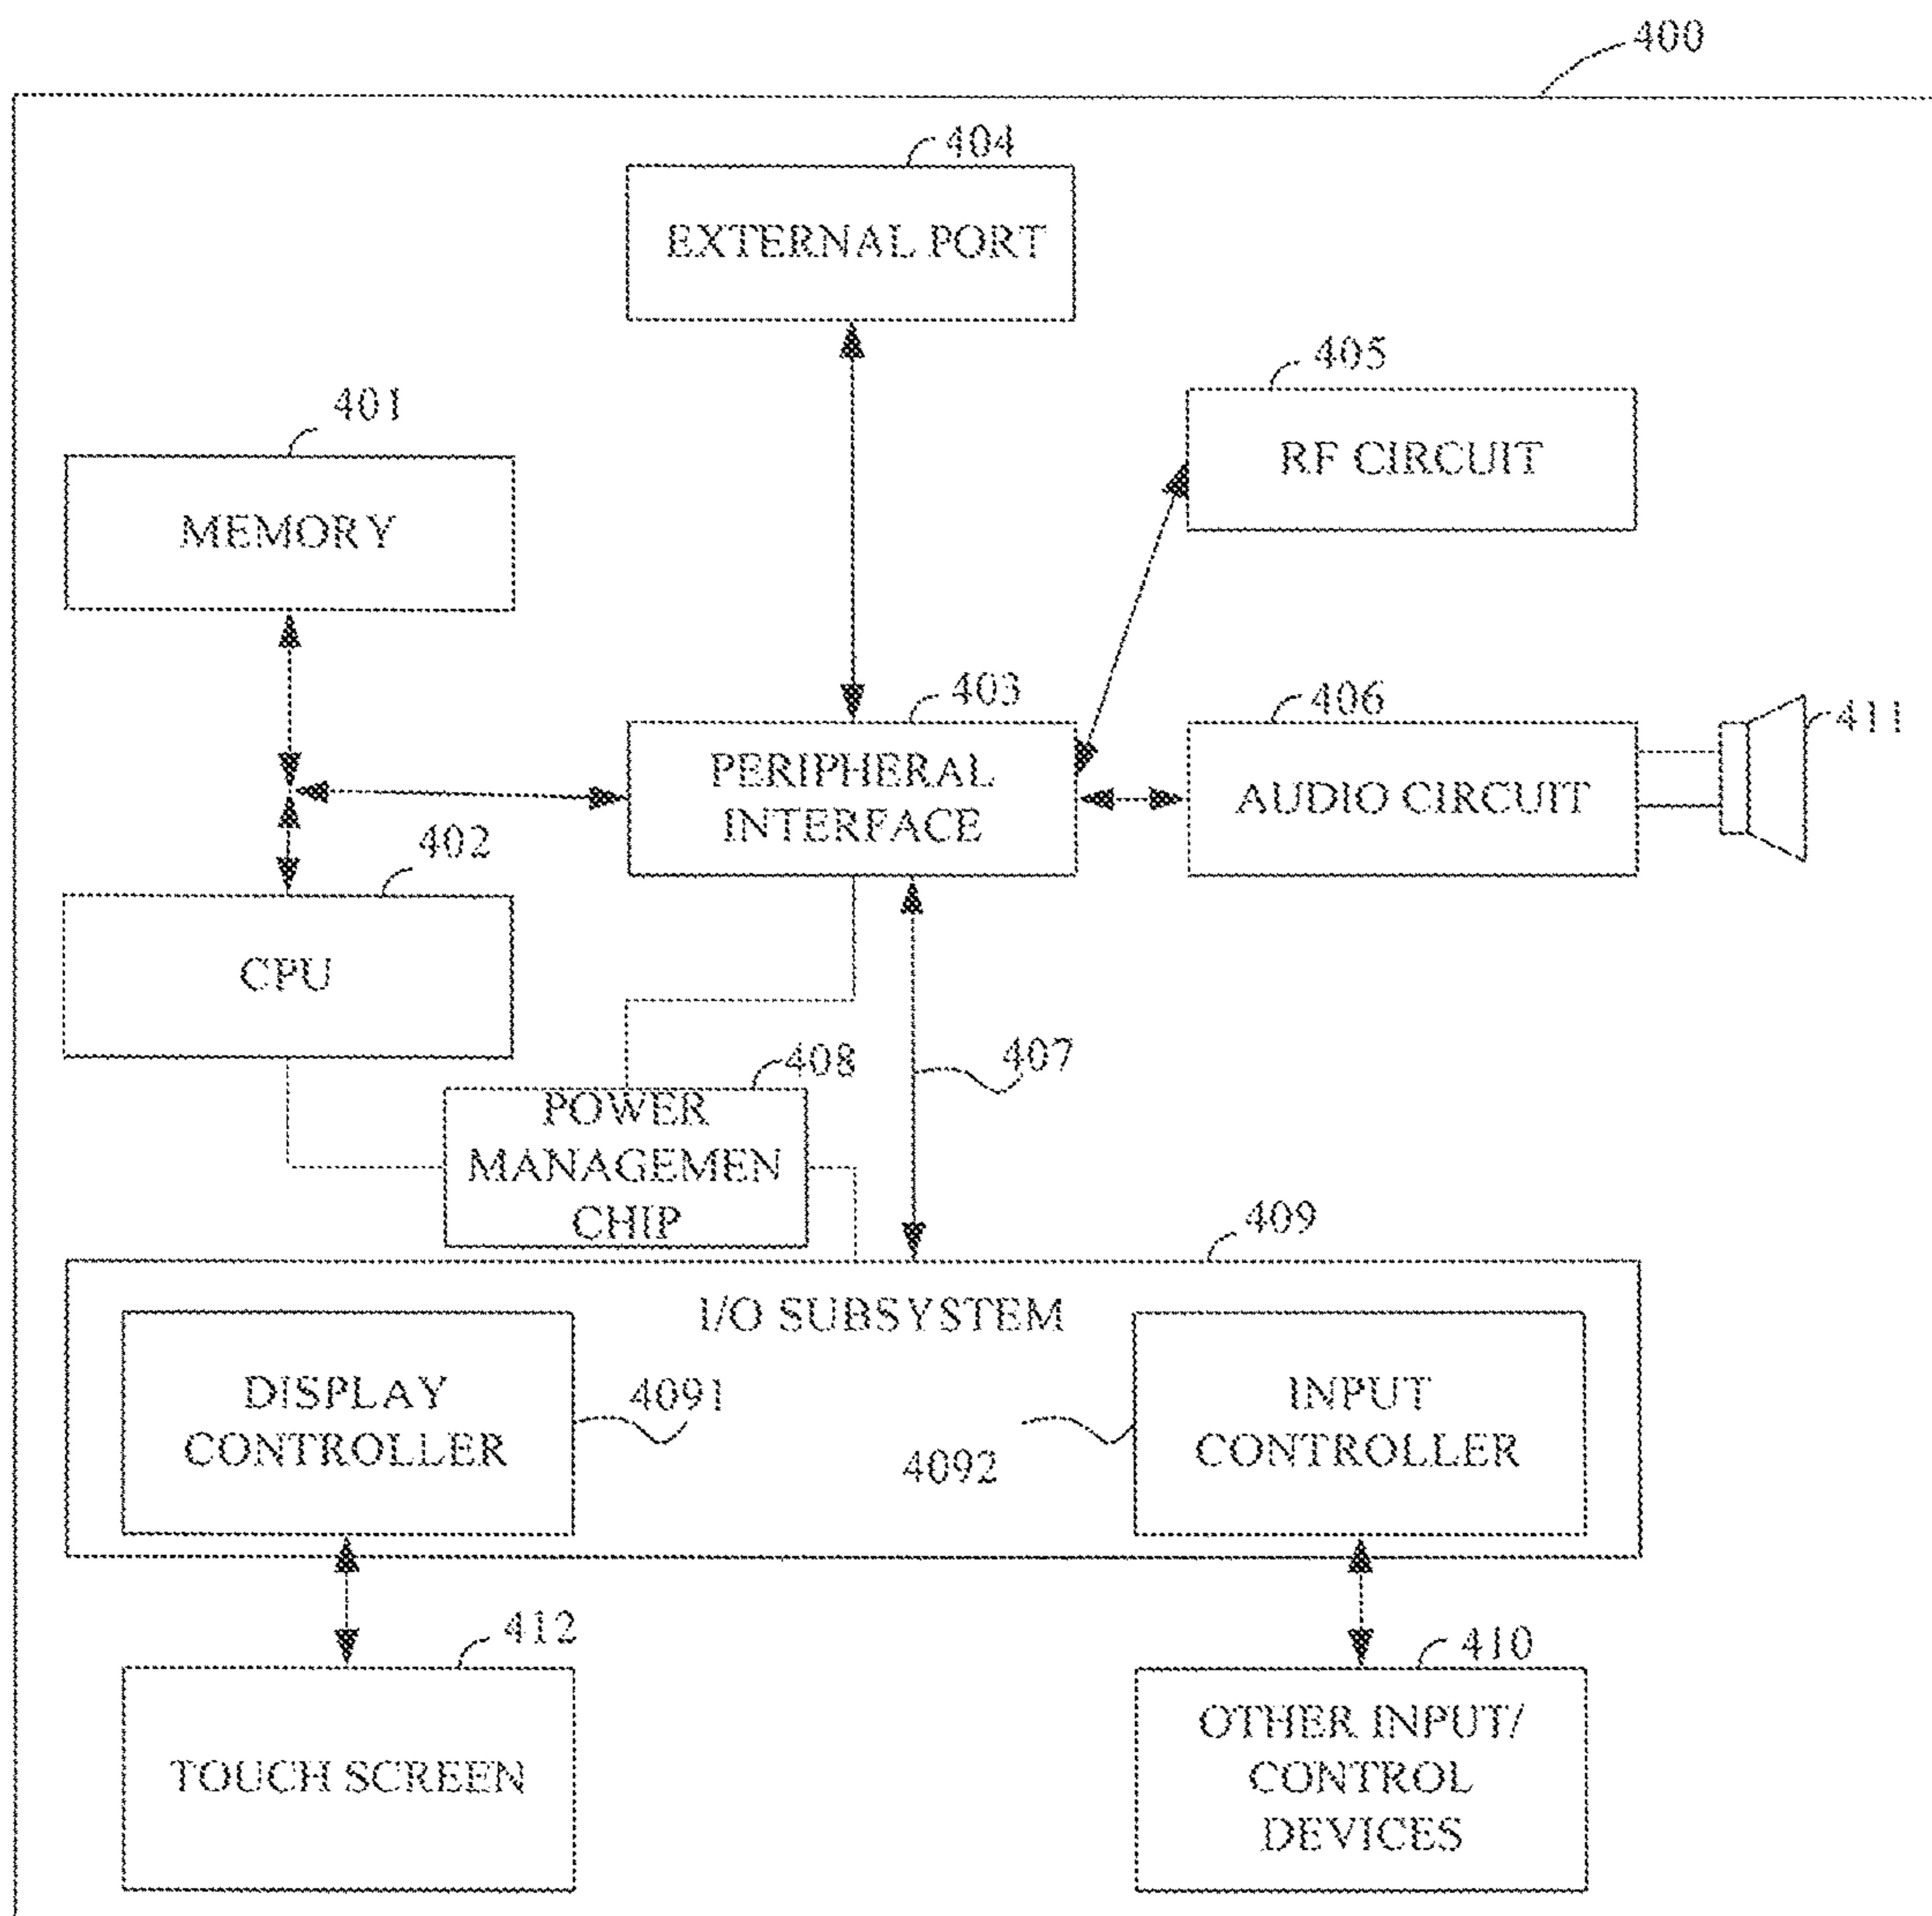 400
404
EXTERNAL PORT
405
RF CIRCUIT
401
MEMORY
403
PERIPHERAL
INTERFACE
406
AUDIO CIRCUIT
411
402
CPU
408
POWER
MANAGEMEN
CHIP
407
409
I/O SUBSYSTEM
DISPLAY
CONTROLLER
4091
4092
INPUT
CONTROLLER
412
TOUCH SCREEN
410
OTHER INPUT/
CONTROL
DEVICES